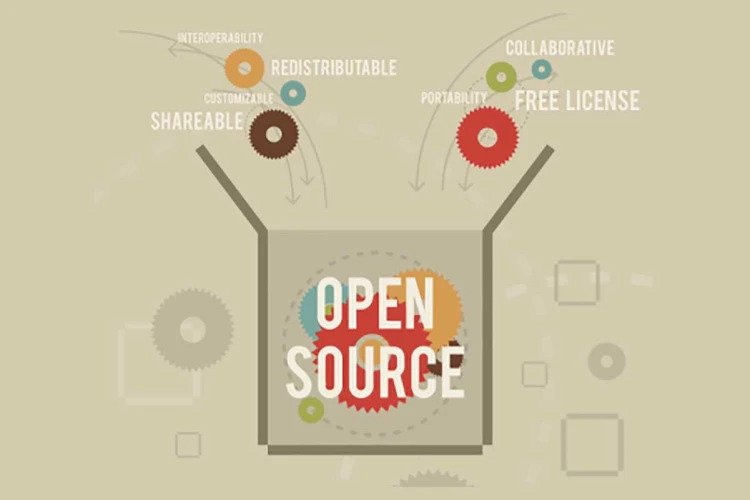 INTEROPERABILITY
REDISTRIBUTABLE
CUSTOMIZABLE
SHAREABLE
COLLABORATIVE
PORTABILITY
FREE LICENSE
OPEN
SOURCE